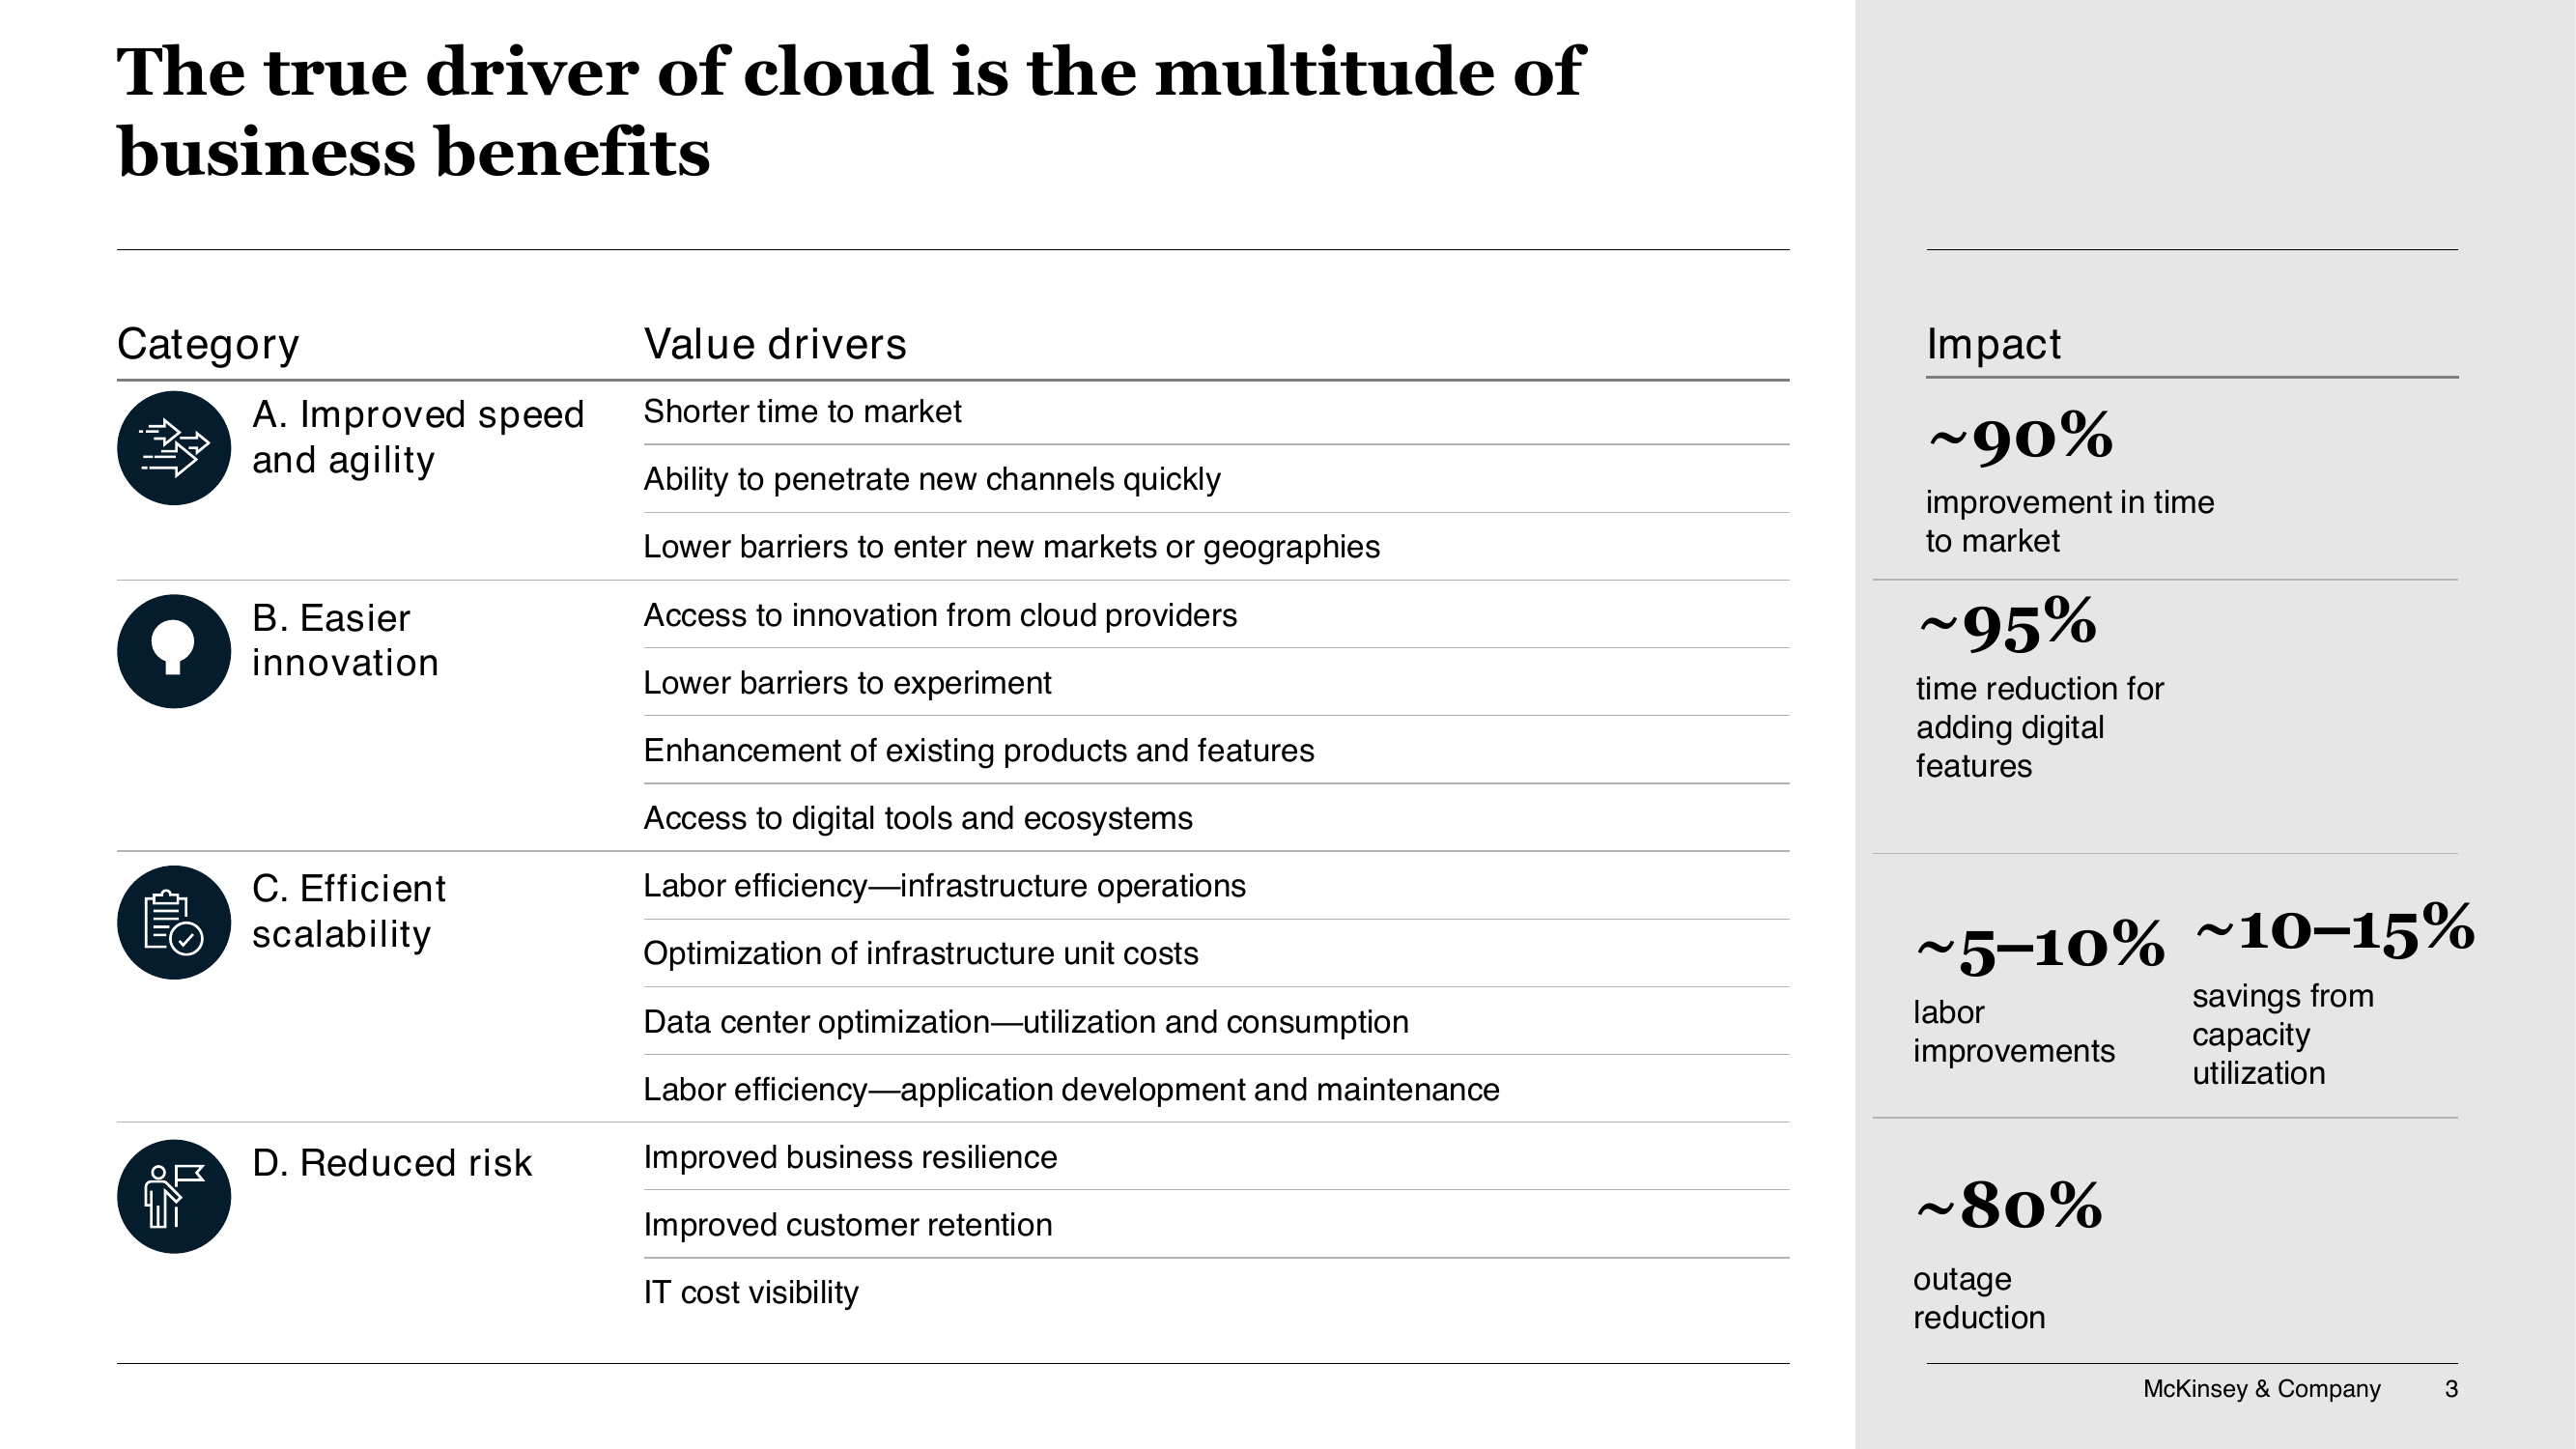 The true driver of cloud is the multitude of
business benefits
Category
Value drivers
Impact
A. Improved speed
and agility
Shorter time to market
Ability to penetrate new channels quickly
Lower barriers to enter new markets or geographies
~90%
improvement in time
to market
B. Easier
innovation
Access to innovation from cloud providers
Lower barriers to experiment
Enhancement of existing products and features
Access to digital tools and ecosystems
~95%
time reduction for
adding digital
features
C. Efficient
scalability
Labor efficiency—infrastructure operations
Optimization of infrastructure unit costs
Data center optimization—utilization and consumption
Labor efficiency—application development and maintenance
~5–10%
labor
improvements
~10–15%
savings from
capacity
utilization
D. Reduced risk
Improved business resilience
Improved customer retention
IT cost visibility
~80%
outage
reduction
McKinsey & Company 3